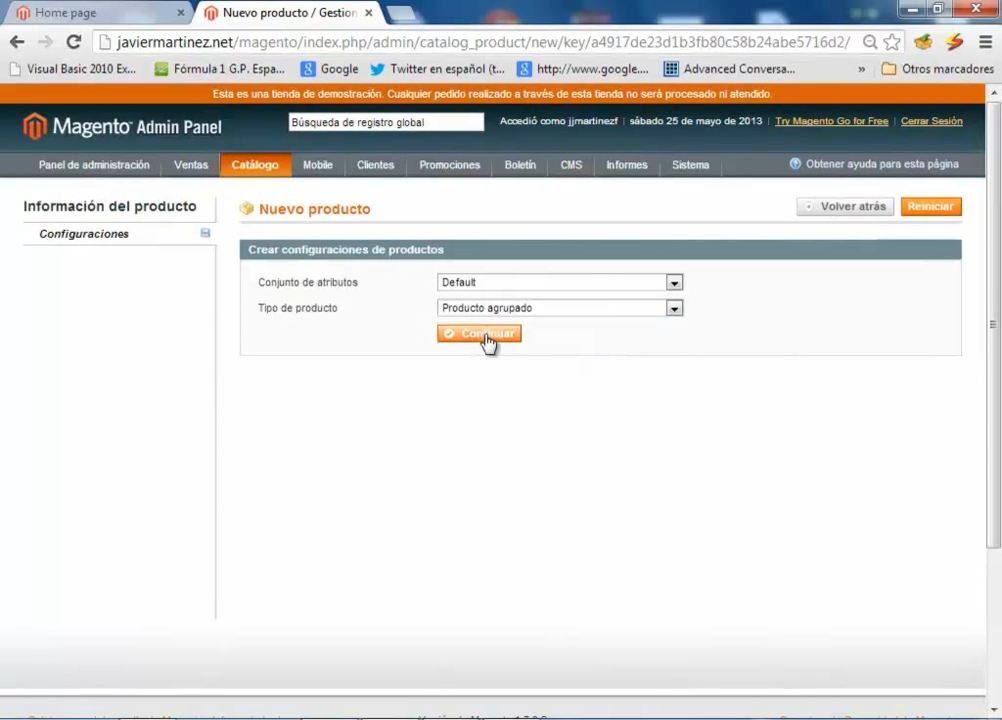 Home page
Nuevo producto / Gestion
javiermartinez.net/magento/index.php/admin/catalog_product/new/key/a4917de23d1b3fb80c58b24abe5716d2/
Visual Basic 2010 Ex... Fórmula 1 G.P. Espa... Google Twitter en español (t... http://www.google.... Advanced Conversa... » Otros marcadores
Esta es una tienda de demostración. Cualquier pedido realizado a través de esta tienda no será procesado ni atendido.
Magento Admin Panel
Búsqueda de registro global
Accedió como jjmartinezf | sábado 25 de mayo de 2013 | Try Magento Go for Free | Cerrar Sesión
Panel de administración Ventas Catálogo Mobile Clientes Promociones Boletín CMS Informes Sistema Obtener ayuda para esta página
Información del producto
Configuraciones
Nuevo producto
Volver atrás
Reiniciar
Crear configuraciones de productos
Conjunto de atributos Default
Tipo de producto Producto agrupado
Continuar